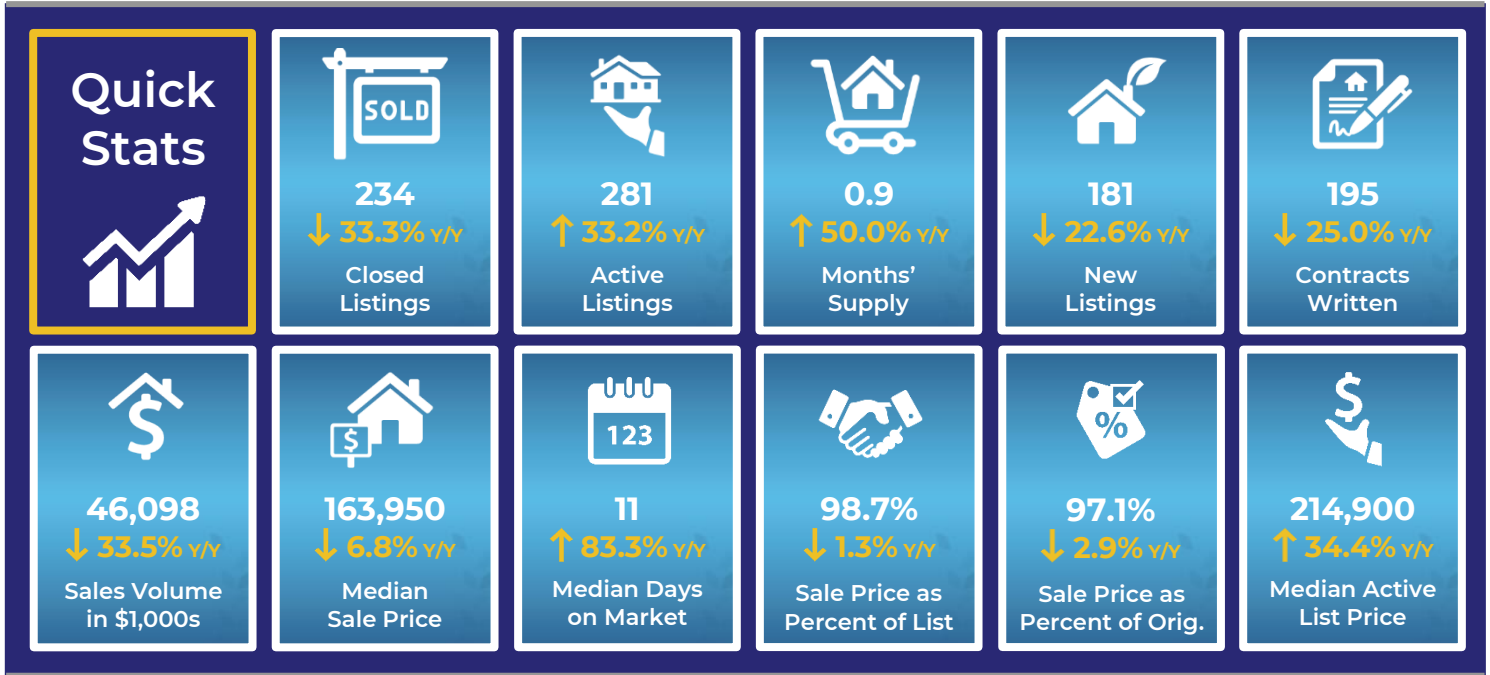 Quick
Stats
SOLD
234
↓ 33.3% Y/Y
Closed
Listings
281
↑ 33.2% Y/Y
Active
Listings
0.9
↑ 50.0% Y/Y
Months’
Supply
181
↓ 22.6% Y/Y
New
Listings
195
↓ 25.0% Y/Y
Contracts
Written
$
46,098
↓ 33.5% Y/Y
Sales Volume
in $1,000s
$
163,950
↓ 6.8% Y/Y
Median
Sale Price
123
11
↑ 83.3% Y/Y
Median Days
on Market
98.7%
↓ 1.3% Y/Y
Sale Price as
Percent of List
%
97.1%
↓ 2.9% Y/Y
Sale Price as
Percent of Orig.
$
214,900
↑ 34.4% Y/Y
Median Active
List Price